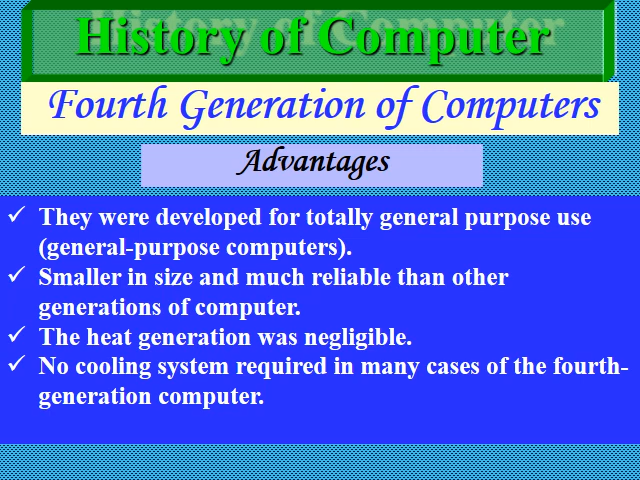 History of Computer
Fourth Generation of Computers
Advantages
✓ They were developed for totally general purpose use
(general-purpose computers).
✓ Smaller in size and much reliable than other
generations of computer.
✓ The heat generation was negligible.
✓ No cooling system required in many cases of the fourth-
generation computer.